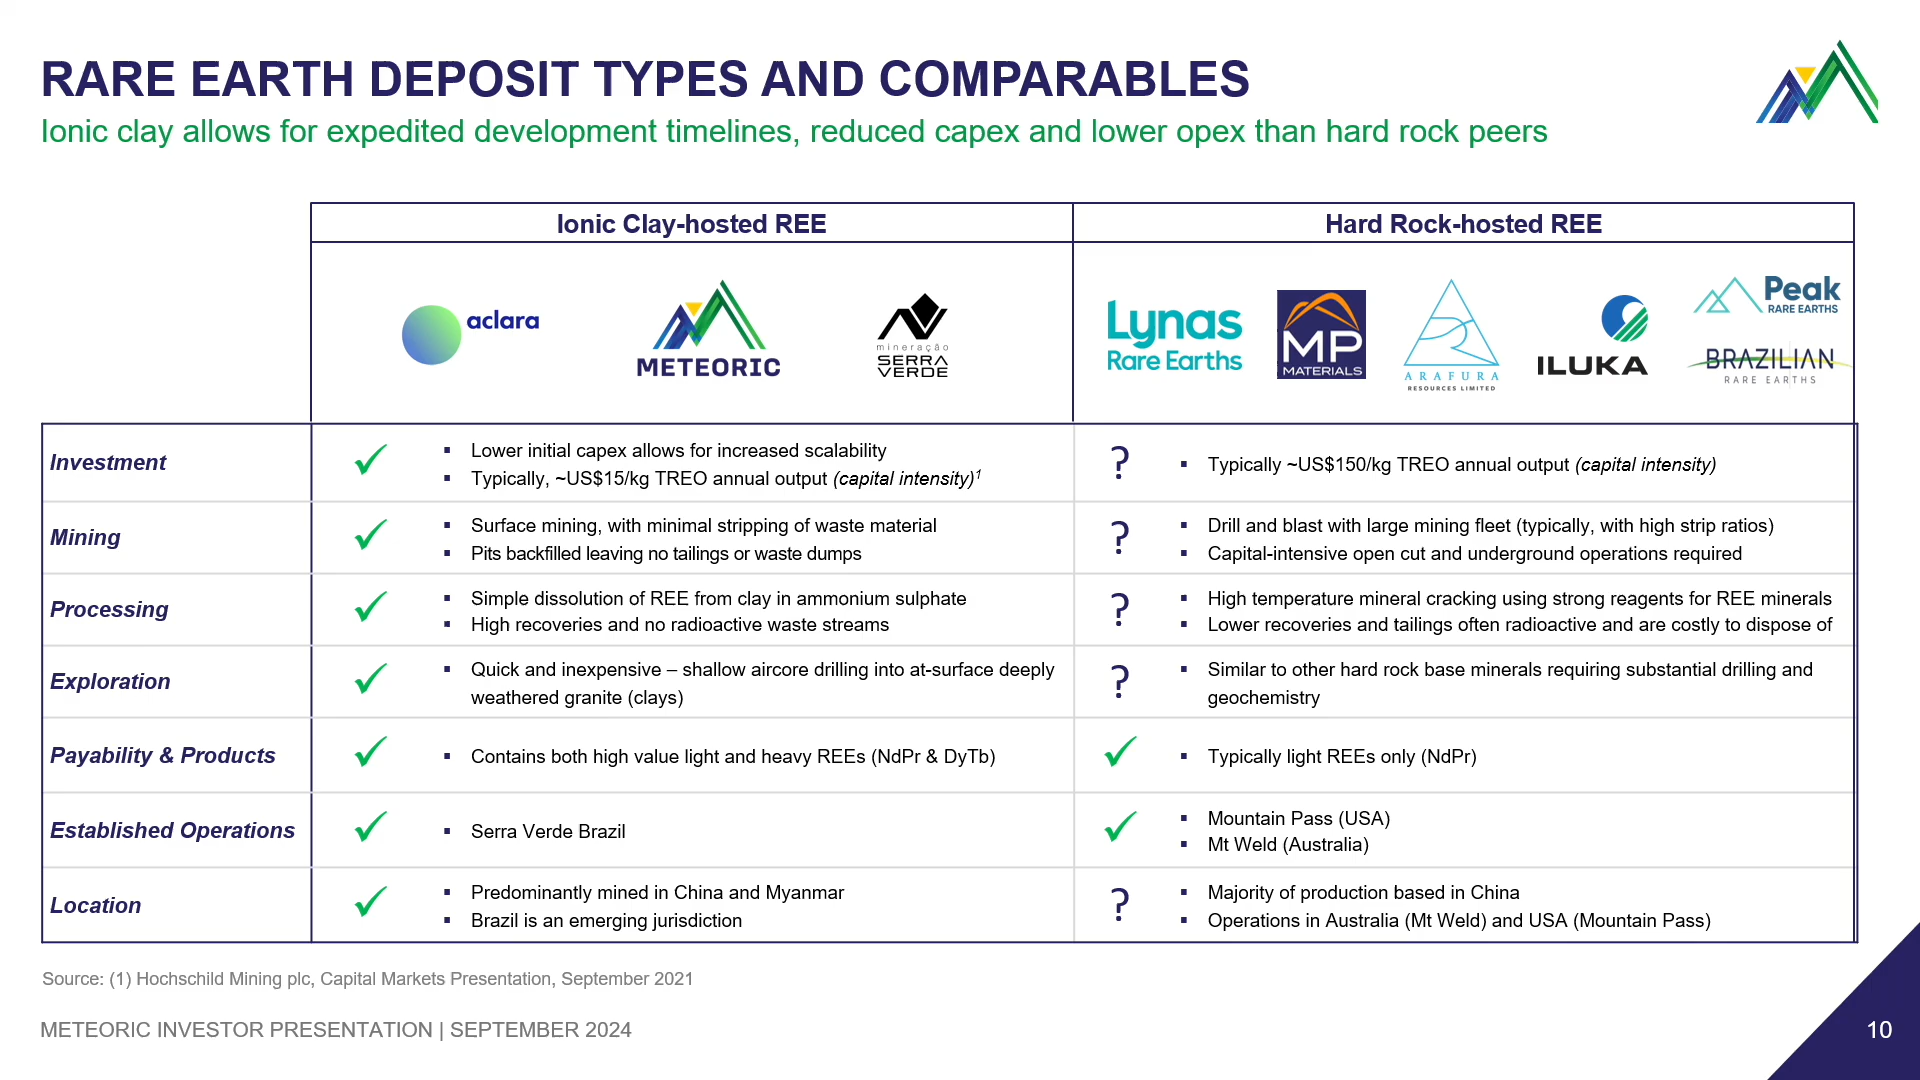 RARE EARTH DEPOSIT TYPES AND COMPARABLES
Ionic clay allows for expedited development timelines, reduced capex and lower opex than hard rock peers
Ionic Clay-hosted REE
Hard Rock-hosted REE
aclara
METEORIC
mineração
SERRA
VERDE
Lynas
Rare Earths
MP
MATERIALS
ARAFURA
RESOURCES LIMITED
ILUKA
Peak
RARE EARTHS
BRAZILIAN
RARE EARTHS
Investment
✓
▪ Lower initial capex allows for increased scalability
▪ Typically, ~US$15/kg TREO annual output (capital intensity)1
?
▪ Typically ~US$150/kg TREO annual output (capital intensity)
Mining
✓
▪ Surface mining, with minimal stripping of waste material
▪ Pits backfilled leaving no tailings or waste dumps
?
▪ Drill and blast with large mining fleet (typically, with high strip ratios)
▪ Capital-intensive open cut and underground operations required
Processing
✓
▪ Simple dissolution of REE from clay in ammonium sulphate
▪ High recoveries and no radioactive waste streams
?
▪ High temperature mineral cracking using strong reagents for REE minerals
▪ Lower recoveries and tailings often radioactive and are costly to dispose of
Exploration
✓
▪ Quick and inexpensive – shallow aircore drilling into at-surface deeply
weathered granite (clays)
?
▪ Similar to other hard rock base minerals requiring substantial drilling and
geochemistry
Payability & Products
✓
▪ Contains both high value light and heavy REEs (NdPr & DyTb)
✓
▪ Typically light REEs only (NdPr)
Established Operations
✓
▪ Serra Verde Brazil
✓
▪ Mountain Pass (USA)
▪ Mt Weld (Australia)
Location
✓
▪ Predominantly mined in China and Myanmar
▪ Brazil is an emerging jurisdiction
?
▪ Majority of production based in China
▪ Operations in Australia (Mt Weld) and USA (Mountain Pass)
Source: (1) Hochschild Mining plc, Capital Markets Presentation, September 2021
METEORIC INVESTOR PRESENTATION | SEPTEMBER 2024
10